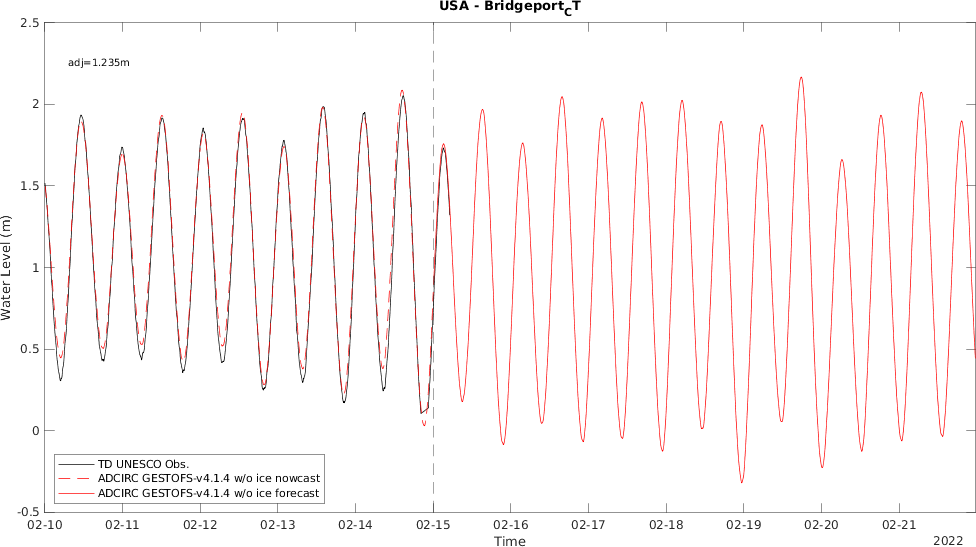 USA - Bridgeport_CT
adj=1.235m
2.5
2
1.5
1
0.5
0
-0.5
Water Level (m)
TD UNESCO Obs.
ADCIRC GESTOFS-v4.1.4 w/o ice nowcast
ADCIRC GESTOFS-v4.1.4 w/o ice forecast
02-10 02-11 02-12 02-13 02-14 02-15 02-16 02-17 02-18 02-19 02-20 02-21
Time
2022